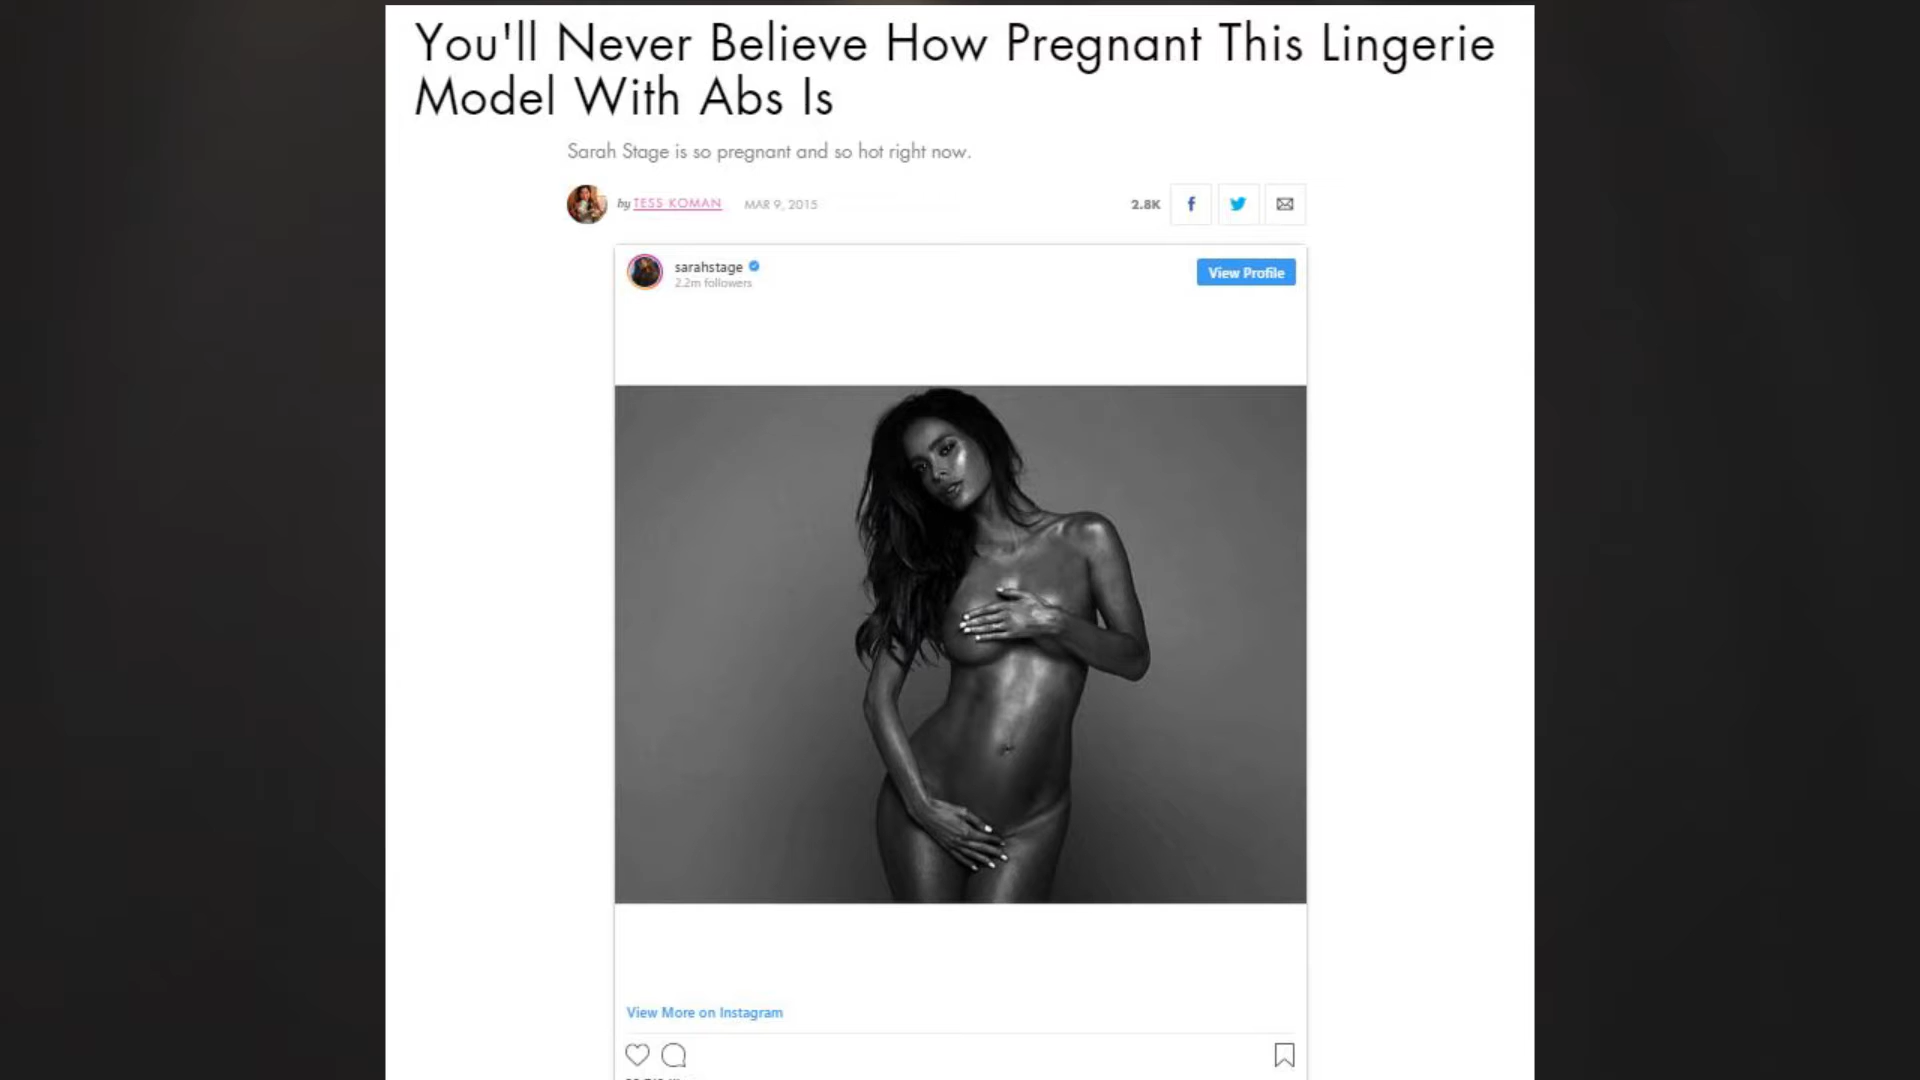 You'll Never Believe How Pregnant This Lingerie
Model With Abs Is
Sarah Stage is so pregnant and so hot right now.
by TESS KOMAN MAR 9, 2015
2.8K
sarahstage
2.2m followers
View Profile
View More on Instagram